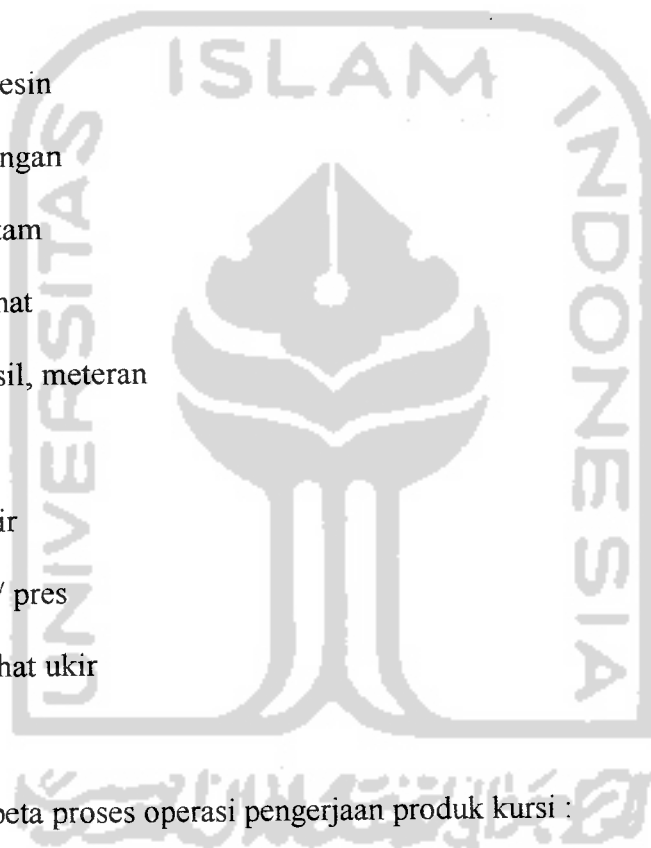 ISLAM
UNIVERSITAS
INDONESIA
esin
ngan
tam
hat
sil, meteran
ir
/ pres
hat ukir
peta proses operasi pengerjaan produk kursi :